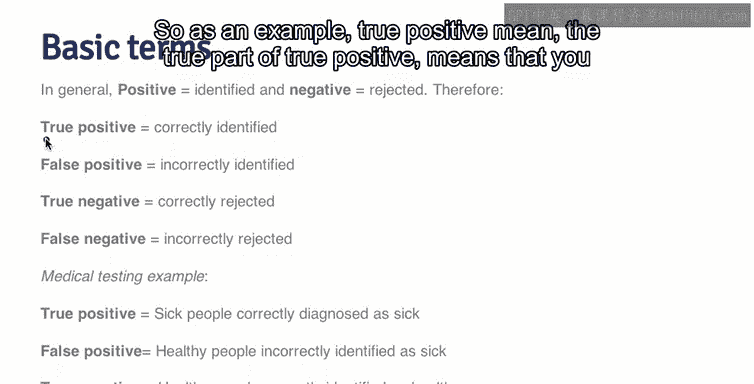 So as an example, true positive mean, the
true part of true positive, means that you
Basic terms
In general, Positive = identified and negative = rejected. Therefore:
True positive = correctly identified
False positive = incorrectly identified
True negative = correctly rejected
False negative = incorrectly rejected
Medical testing example:
True positive = Sick people correctly diagnosed as sick
False positive= Healthy people incorrectly identified as sick